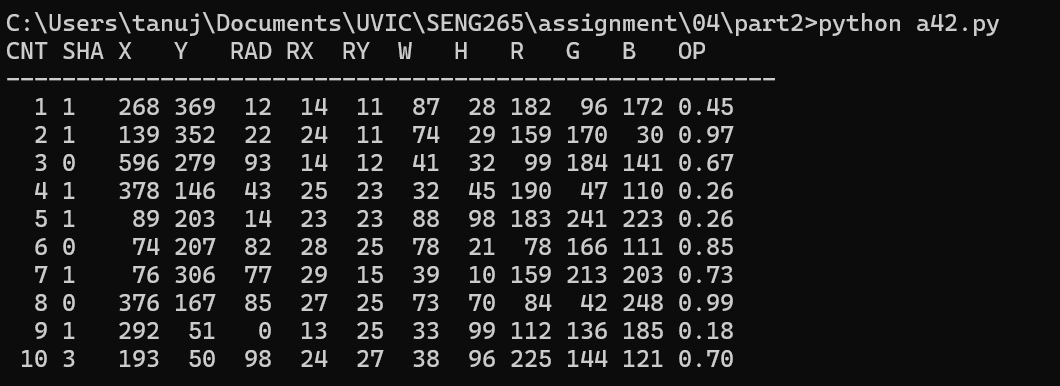 C:\Users\tanuj\Documents\UVIC\SENG265\assignment\04\part2>python a42.py
CNT SHA X   Y   RAD RX  RY  W   H   R   G   B   OP
-------------------------------------------------------
  1 1   268 369  12  14  11  87  28 182  96 172 0.45
  2 1   139 352  22  24  11  74  29 159 170  30 0.97
  3 0   596 279  93  14  12  41  32  99 184 141 0.67
  4 1   378 146  43  25  23  32  45 190  47 110 0.26
  5 1    89 203  14  23  23  88  98 183 241 223 0.26
  6 0    74 207  82  28  25  78  21  78 166 111 0.85
  7 1    76 306  77  29  15  39  10 159 213 203 0.73
  8 0   376 167  85  27  25  73  70  84  42 248 0.99
  9 1   292  51   0  13  25  33  99 112 136 185 0.18
 10 3   193  50  98  24  27  38  96 225 144 121 0.70